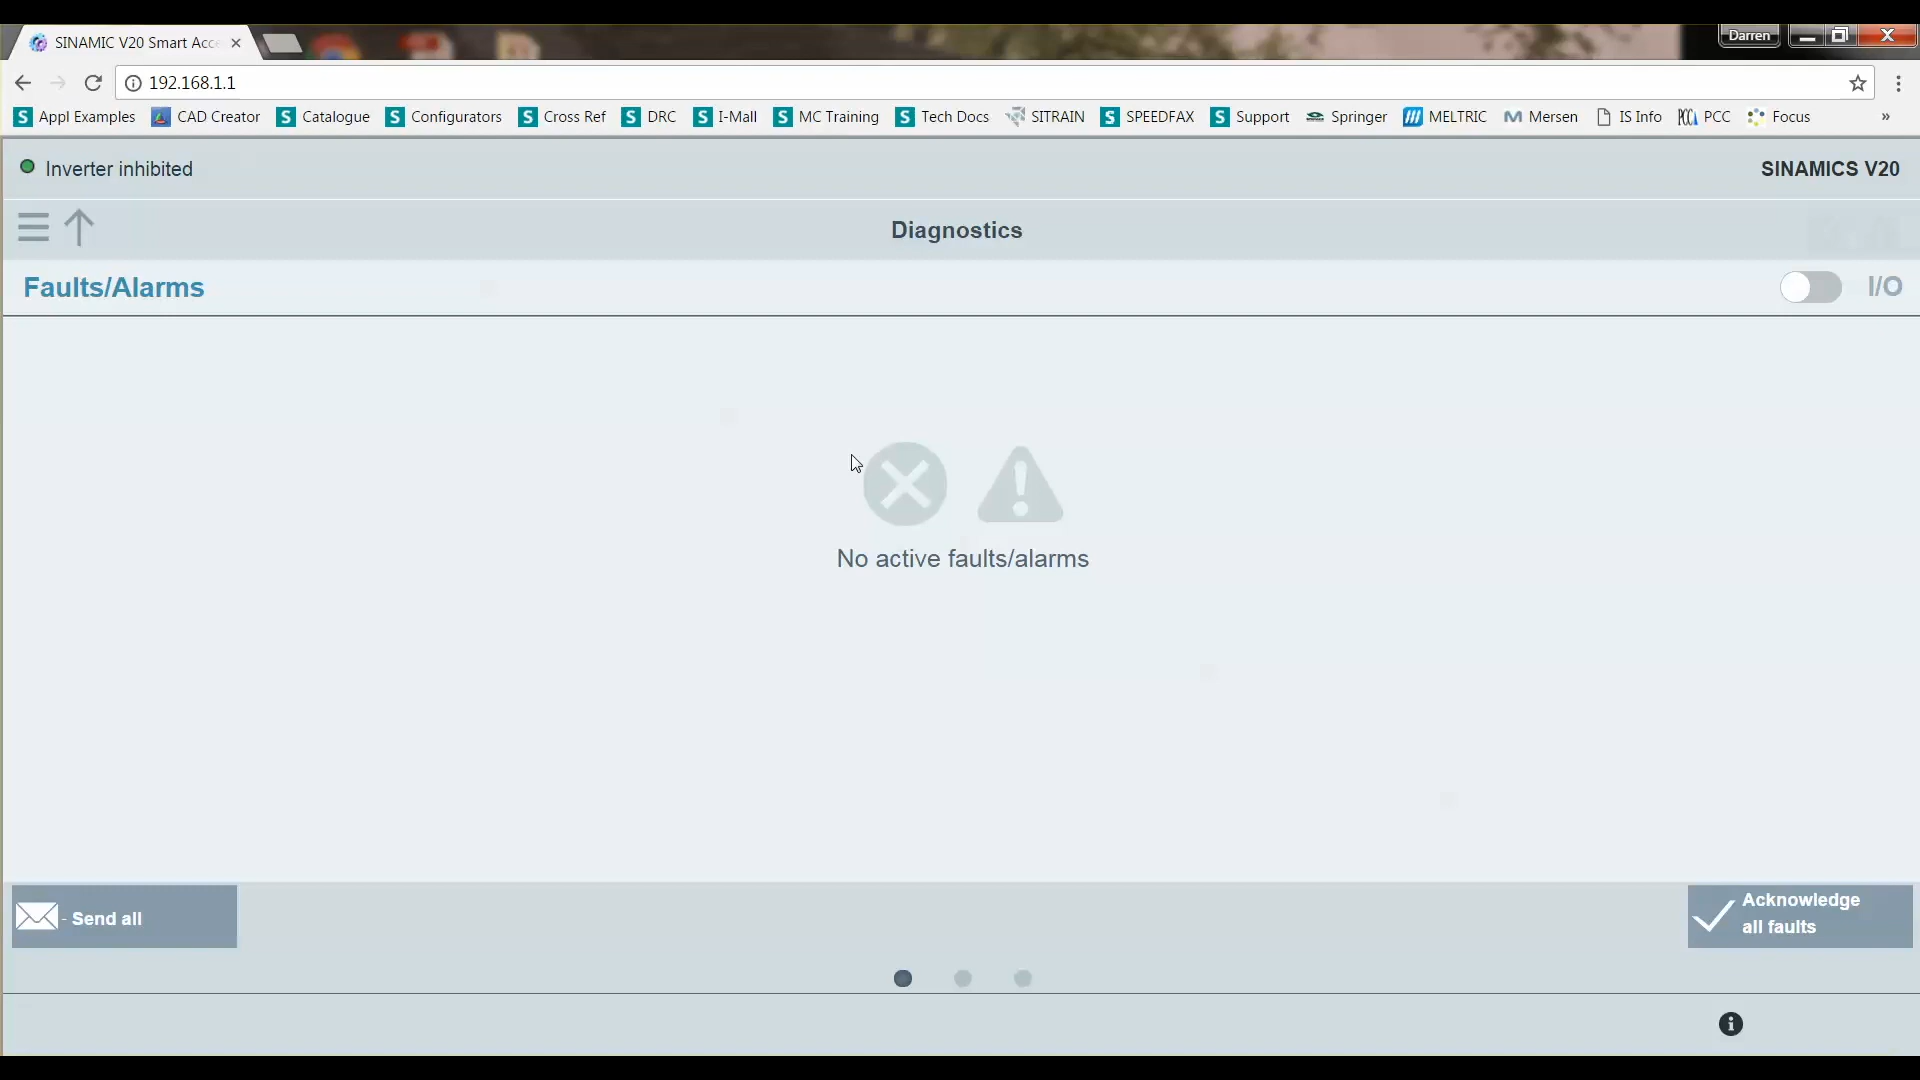 SINAMIC V20 Smart Acce
Darren
192.168.1.1
Appl Examples CAD Creator Catalogue Configurators Cross Ref DRC I-Mall MC Training Tech Docs SITRAIN SPEEDFAX Support Springer MELTRIC Mersen IS Info PCC Focus »
Inverter inhibited SINAMICS V20
Diagnostics
Faults/Alarms I/O
No active faults/alarms
- Send all
Acknowledge
all faults